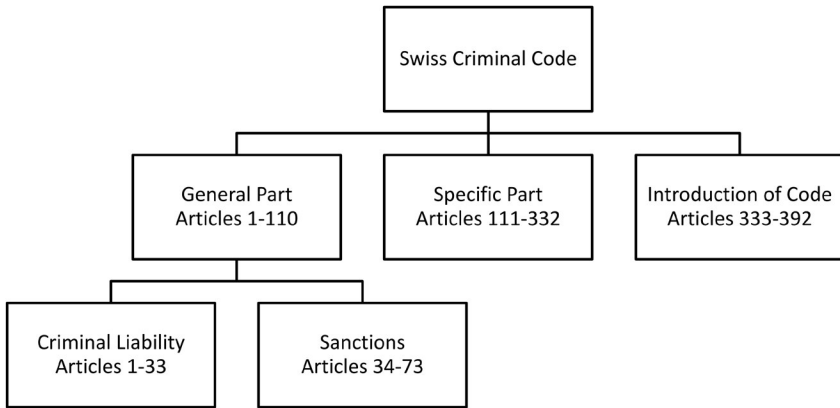 Swiss Criminal Code
General Part
Articles 1-110
Specific Part
Articles 111-332
Introduction of Code
Articles 333-392
Criminal Liability
Articles 1-33
Sanctions
Articles 34-73